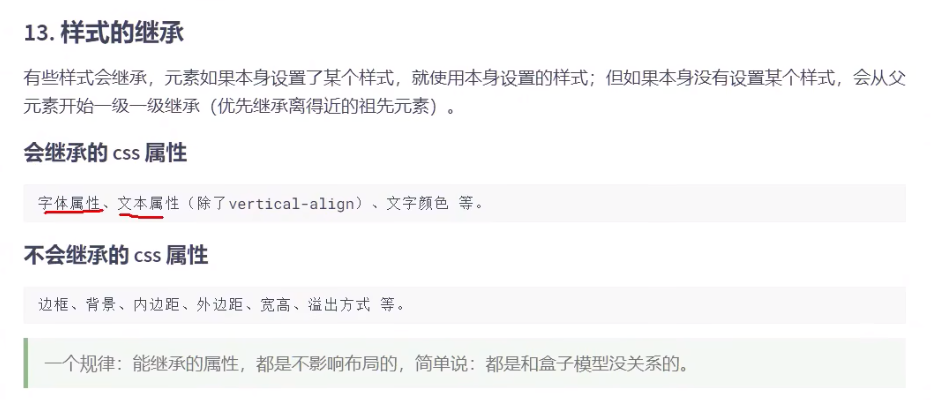 13. 样式的继承
有些样式会继承，元素如果本身设置了某个样式，就使用本身设置的样式；但如果本身没有设置某个样式，会从父
元素开始一级一级继承（优先继承离得近的祖先元素）。
会继承的 css 属性
字体属性、文本属性（除了vertical-align）、文字颜色 等。
不会继承的 css 属性
边框、背景、内边距、外边距、宽高、溢出方式 等。
一个规律：能继承的属性，都是不影响布局的，简单说：都是和盒子模型没关系的。